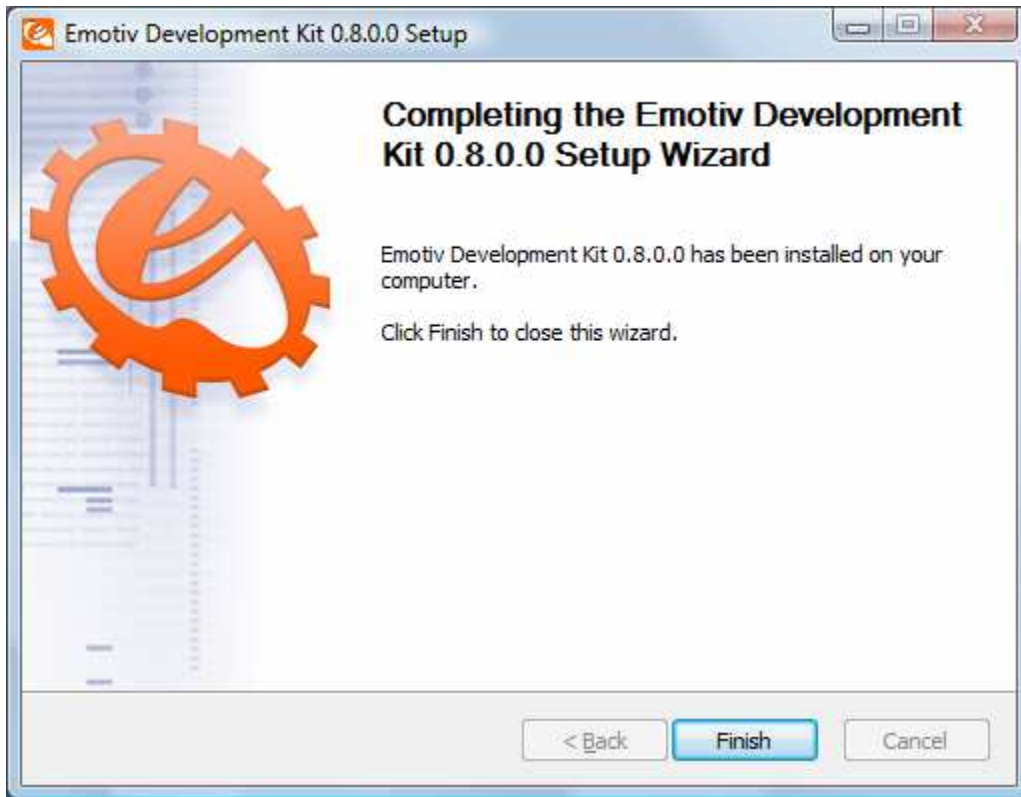 Emotiv Development Kit 0.8.0.0 Setup
Completing the Emotiv Development
Kit 0.8.0.0 Setup Wizard
Emotiv Development Kit 0.8.0.0 has been installed on your
computer.
Click Finish to close this wizard.
< Back
Finish
Cancel